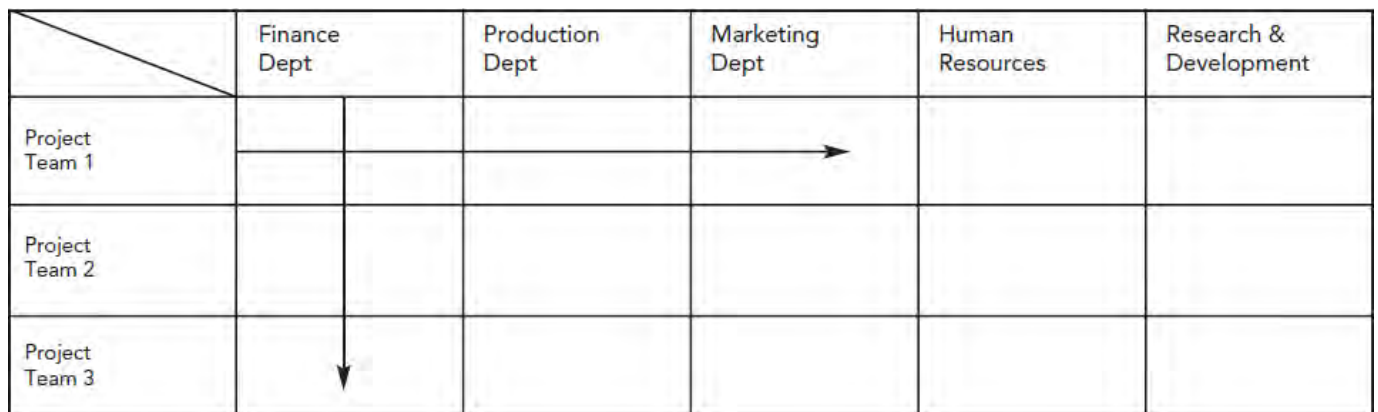 Finance
Dept
Production
Dept
Marketing
Dept
Human
Resources
Research &
Development
Project
Team 1
Project
Team 2
Project
Team 3